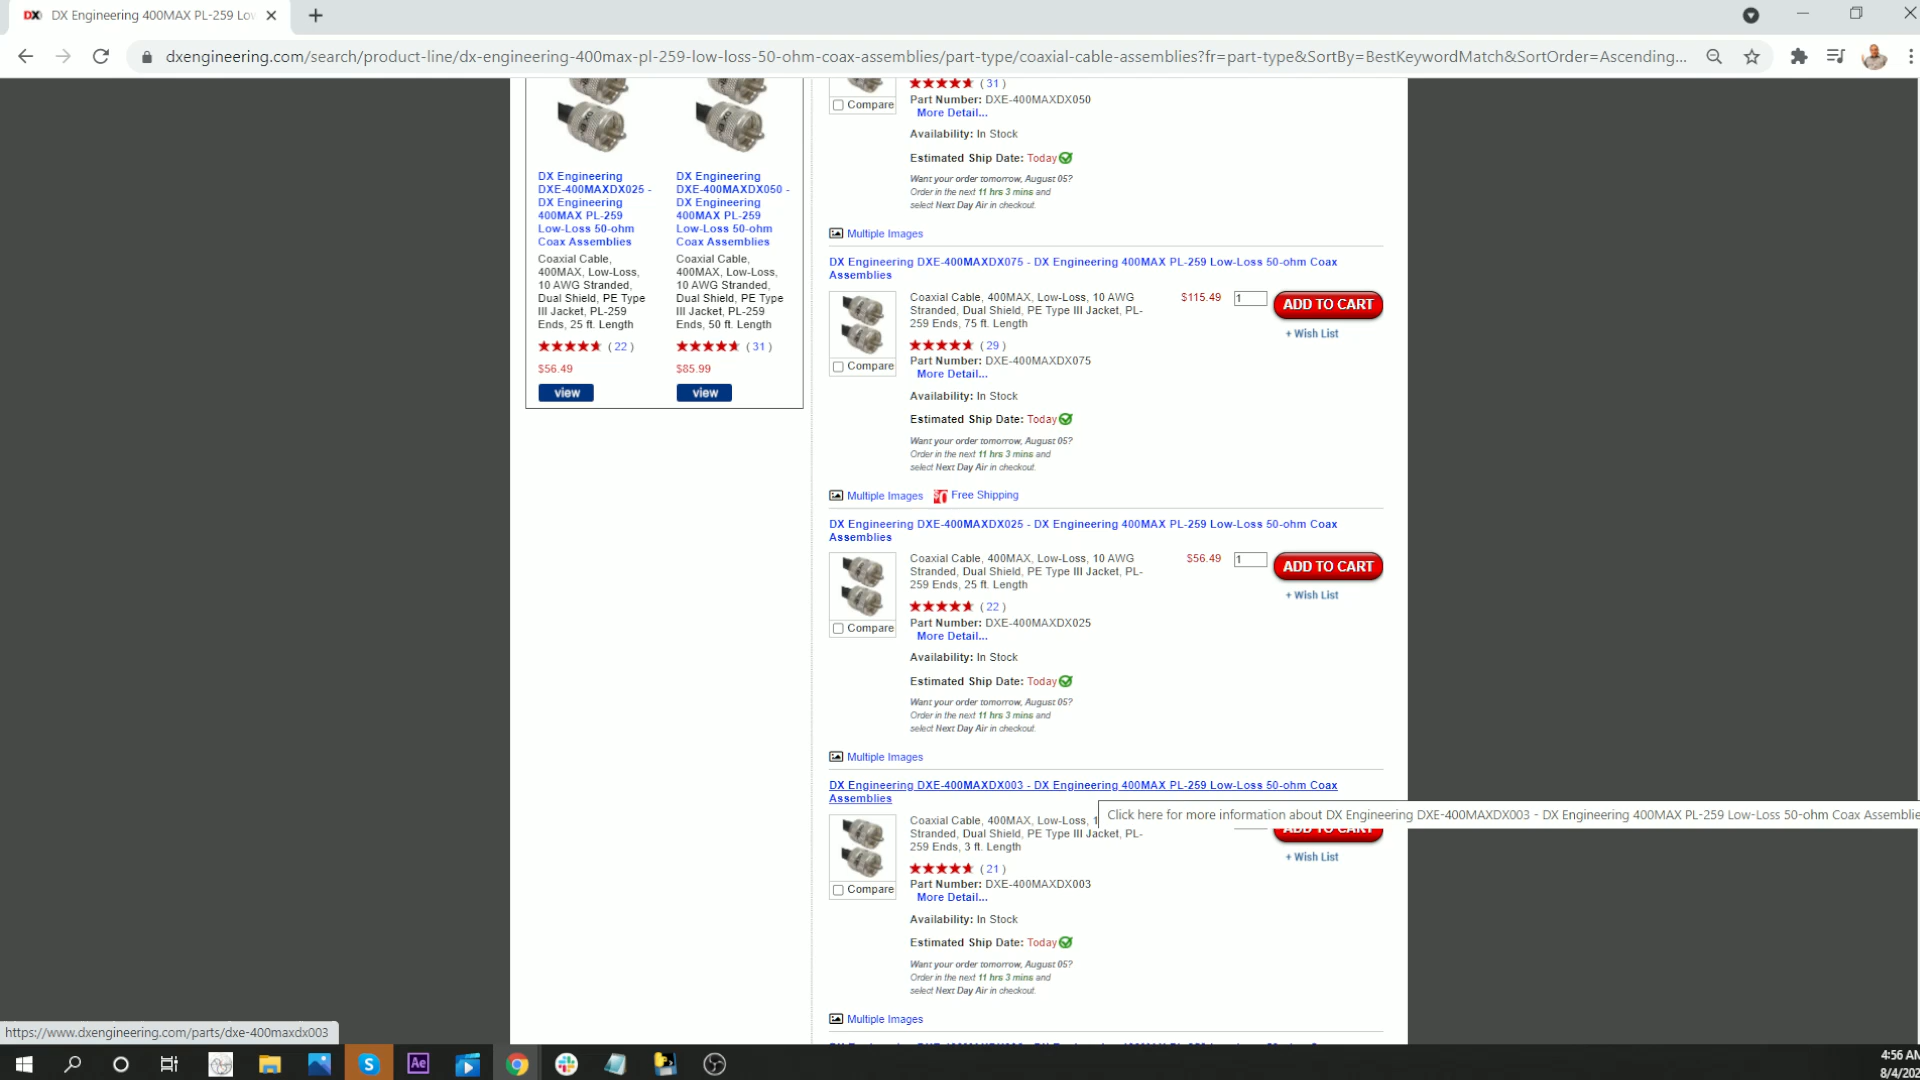 DX Engineering 400MAX PL-259 Lo
dxengineering.com/search/product-line/dx-engineering-400max-pl-259-low-loss-50-ohm-coax-assemblies/part-type/coaxial-cable-assemblies?fr=part-type&SortBy=BestKeywordMatch&SortOrder=Ascending...
DX Engineering
DXE-400MAXDX025 -
DX Engineering
400MAX PL-259
Low-Loss 50-ohm
Coax Assemblies
Coaxial Cable,
400MAX, Low-Loss,
10 AWG Stranded,
Dual Shield, PE Type
III Jacket, PL-259
Ends, 25 ft. Length
( 22 )
$56.49
view
DX Engineering
DXE-400MAXDX050 -
DX Engineering
400MAX PL-259
Low-Loss 50-ohm
Coax Assemblies
Coaxial Cable,
400MAX, Low-Loss,
10 AWG Stranded,
Dual Shield, PE Type
III Jacket, PL-259
Ends, 50 ft. Length
( 31 )
$85.99
view
( 31 )
Compare
Part Number: DXE-400MAXDX050
More Detail...
Availability: In Stock
Estimated Ship Date: Today
Want your order tomorrow, August 05?
Order in the next 11 hrs 3 mins and
select Next Day Air in checkout.
Multiple Images
DX Engineering DXE-400MAXDX075 - DX Engineering 400MAX PL-259 Low-Loss 50-ohm Coax
Assemblies
Coaxial Cable, 400MAX, Low-Loss, 10 AWG
Stranded, Dual Shield, PE Type III Jacket, PL-
259 Ends, 75 ft. Length
$115.49
1
ADD TO CART
+ Wish List
( 29 )
Compare
Part Number: DXE-400MAXDX075
More Detail...
Availability: In Stock
Estimated Ship Date: Today
Want your order tomorrow, August 05?
Order in the next 11 hrs 3 mins and
select Next Day Air in checkout.
Multiple Images $0 Free Shipping
DX Engineering DXE-400MAXDX025 - DX Engineering 400MAX PL-259 Low-Loss 50-ohm Coax
Assemblies
Coaxial Cable, 400MAX, Low-Loss, 10 AWG
Stranded, Dual Shield, PE Type III Jacket, PL-
259 Ends, 25 ft. Length
$56.49
1
ADD TO CART
+ Wish List
( 22 )
Compare
Part Number: DXE-400MAXDX025
More Detail...
Availability: In Stock
Estimated Ship Date: Today
Want your order tomorrow, August 05?
Order in the next 11 hrs 3 mins and
select Next Day Air in checkout.
Multiple Images
DX Engineering DXE-400MAXDX003 - DX Engineering 400MAX PL-259 Low-Loss 50-ohm Coax
Assemblies
Click here for more information about DX Engineering DXE-400MAXDX003 - DX Engineering 400MAX PL-259 Low-Loss 50-ohm Coax Assemblie
Coaxial Cable, 400MAX, Low-Loss, 1
Stranded, Dual Shield, PE Type III Jacket, PL-
259 Ends, 3 ft. Length
ADD TO CART
+ Wish List
( 21 )
Compare
Part Number: DXE-400MAXDX003
More Detail...
Availability: In Stock
Estimated Ship Date: Today
Want your order tomorrow, August 05?
Order in the next 11 hrs 3 mins and
select Next Day Air in checkout.
Multiple Images
https://www.dxengineering.com/parts/dxe-400maxdx003
Ae
4:56 AM
8/4/202